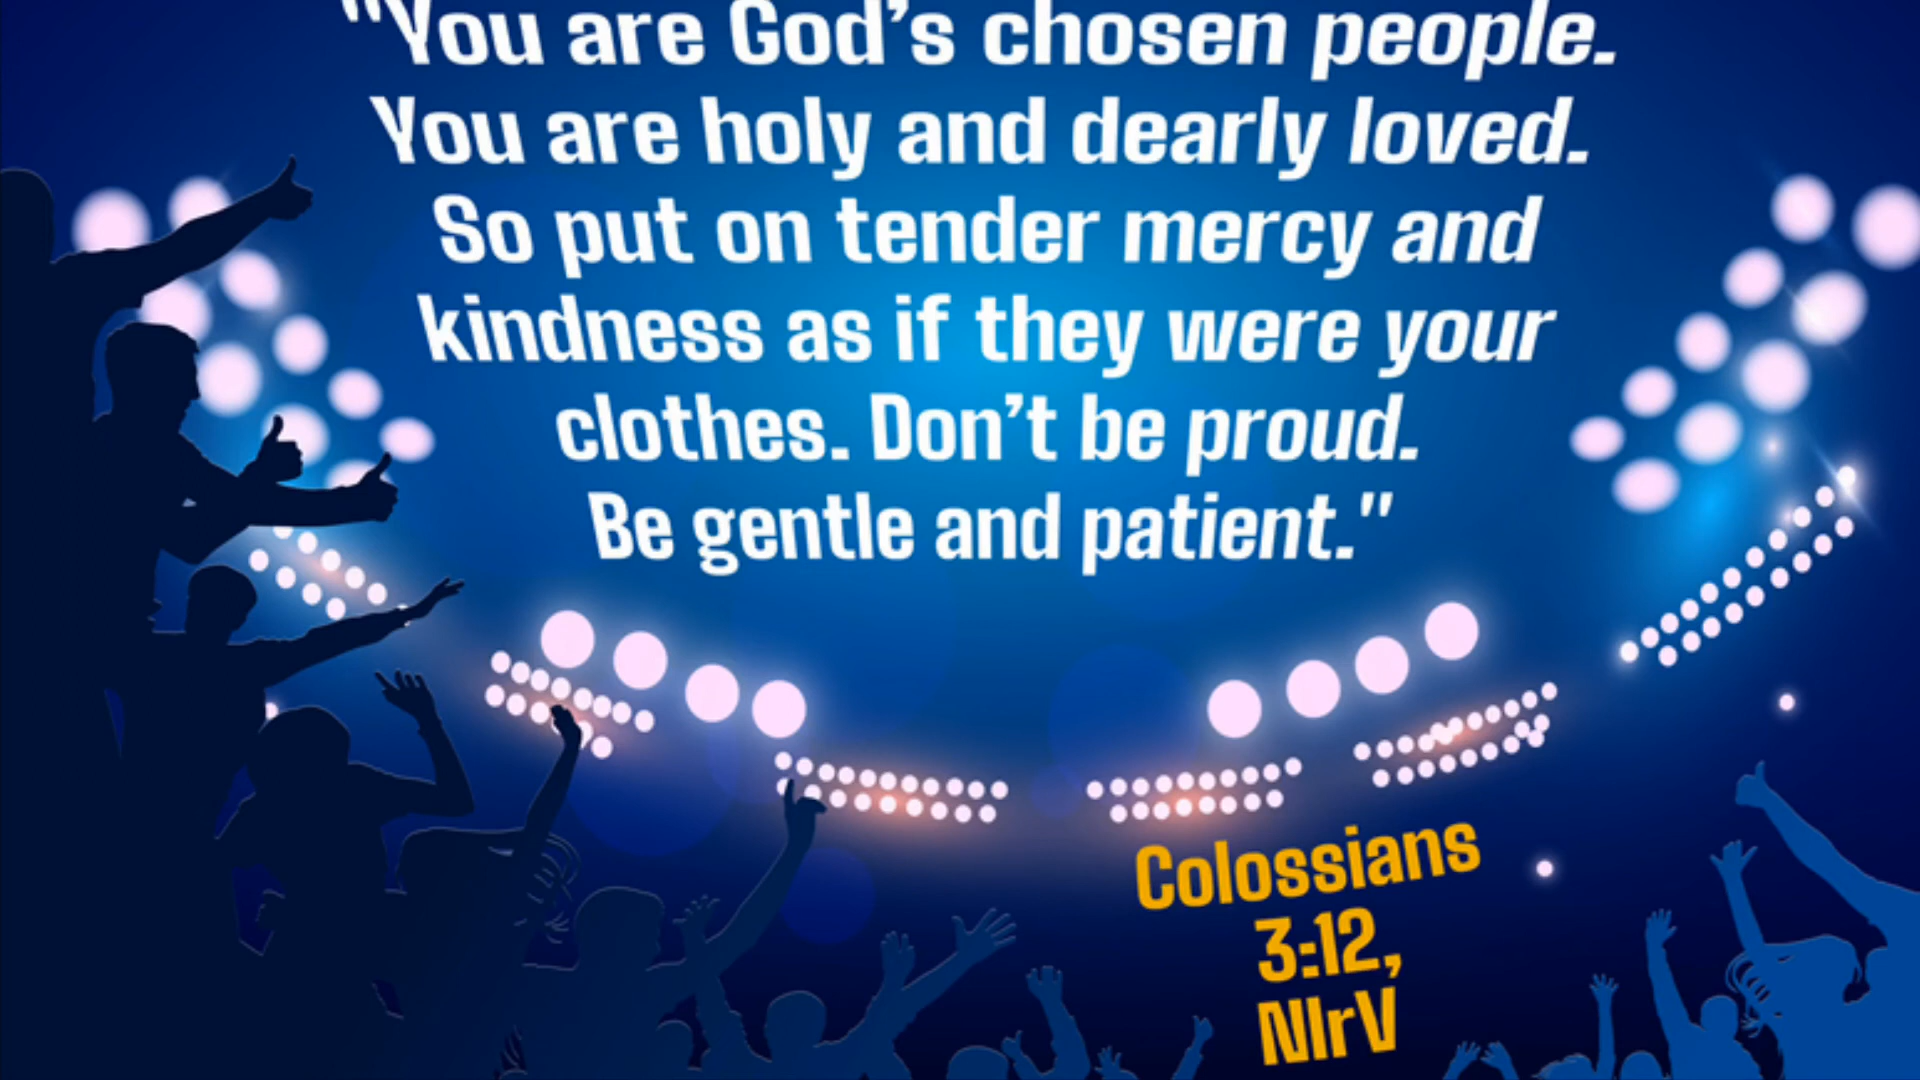 "You are God’s chosen people.
You are holy and dearly loved.
So put on tender mercy and
kindness as if they were your
clothes. Don’t be proud.
Be gentle and patient."
Colossians
3:12,
NIrV